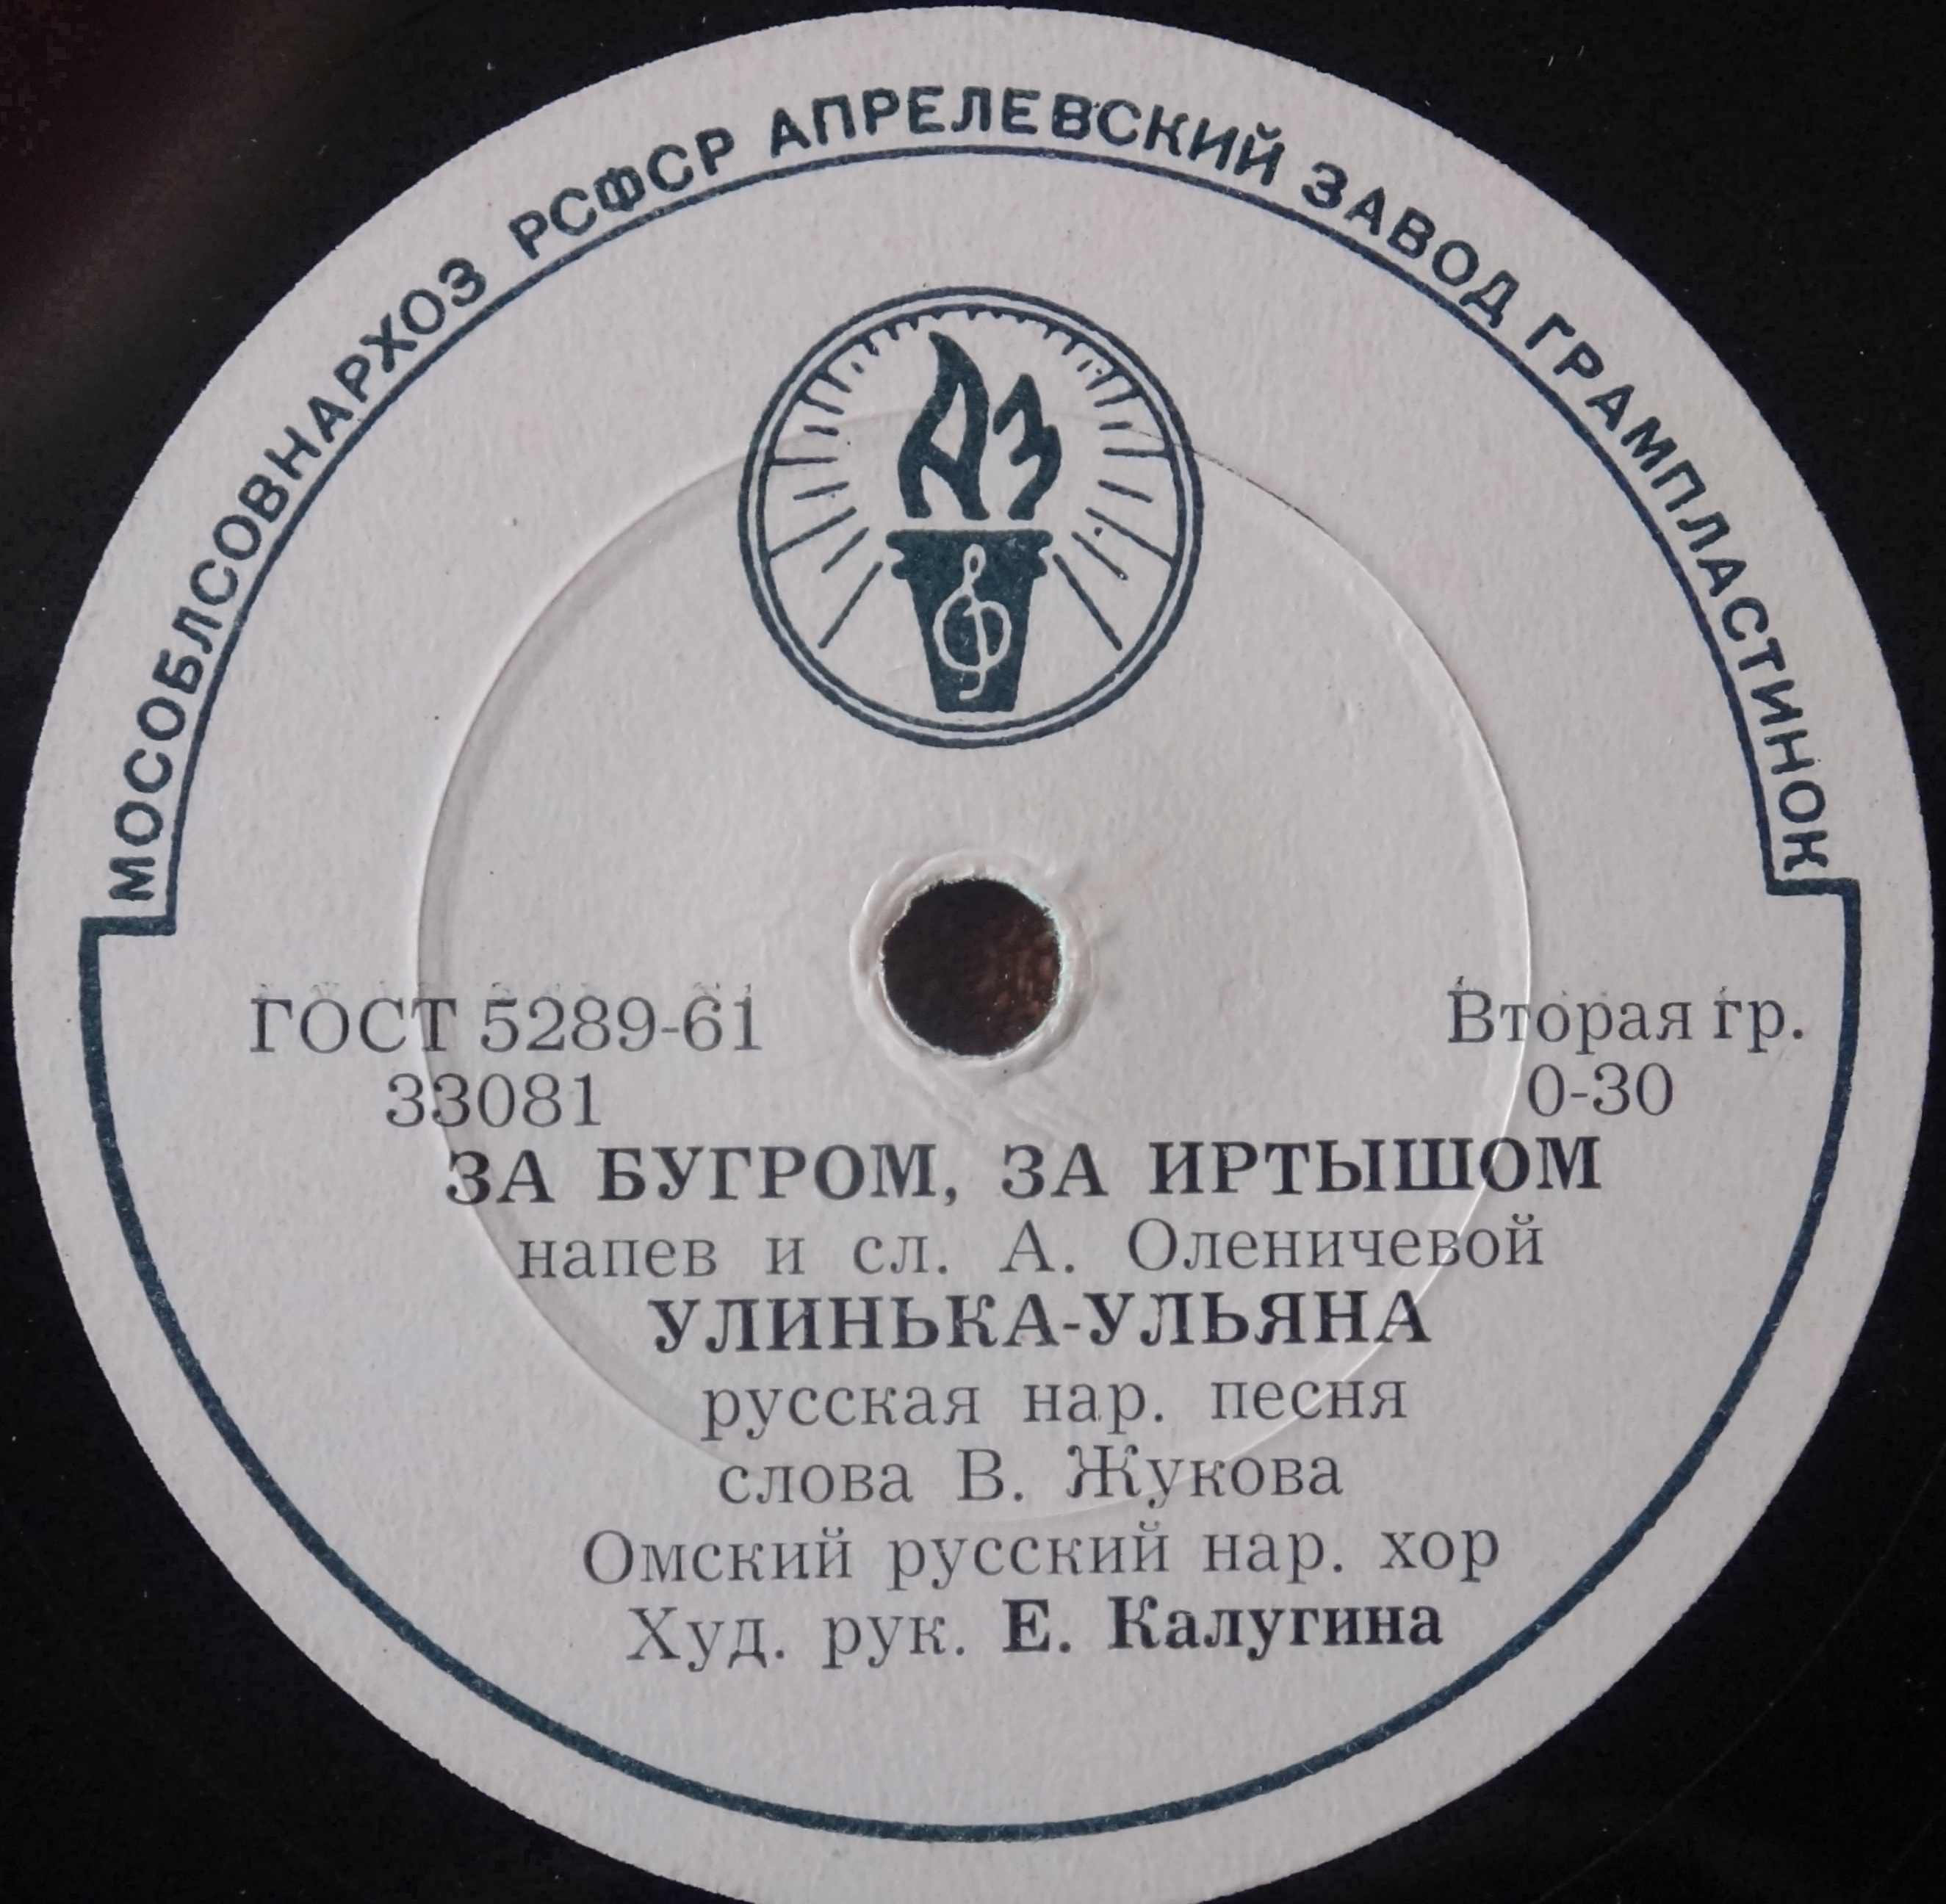 МОСОБЛСОВНАРХОЗ РСФСР АПРЕЛЕВСКИЙ ЗАВОД ГРАМПЛАСТИНОК
АЗ
ГОСТ 5289-61
33081
Вторая гр.
0-30
ЗА БУГРОМ, ЗА ИРТЫШОМ
напев и сл. А. Оленичевой
УЛИНЬКА-УЛЬЯНА
русская нар. песня
слова В. Жукова
Омский русский нар. хор
Худ. рук. Е. Калугина